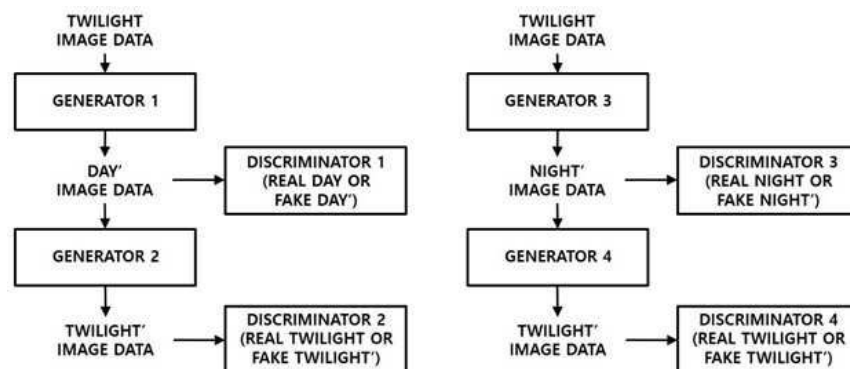 TWILIGHT
IMAGE DATA
GENERATOR 1
DAY'
IMAGE DATA
DISCRIMINATOR 1
(REAL DAY OR
FAKE DAY')
GENERATOR 2
TWILIGHT'
IMAGE DATA
DISCRIMINATOR 2
(REAL TWILIGHT OR
FAKE TWILIGHT')
TWILIGHT
IMAGE DATA
GENERATOR 3
NIGHT'
IMAGE DATA
DISCRIMINATOR 3
(REAL NIGHT OR
FAKE NIGHT')
GENERATOR 4
TWILIGHT'
IMAGE DATA
DISCRIMINATOR 4
(REAL TWILIGHT OR
FAKE TWILIGHT')